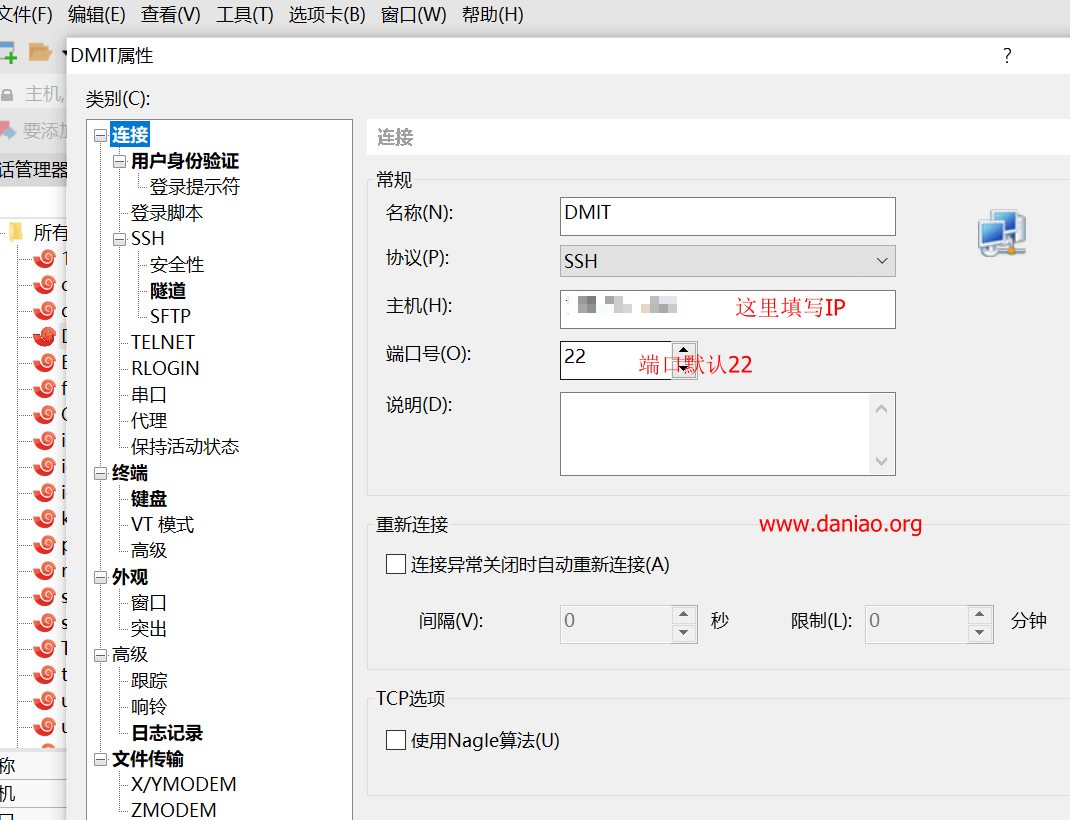 文件(F) 编辑(E) 查看(V) 工具(T) 选项卡(B) 窗口(W) 帮助(H)
DMIT属性
?
主机,
类别(C):
要添加
话管理器
所有
连接
用户身份验证
登录提示符
登录脚本
SSH
安全性
隧道
SFTP
TELNET
RLOGIN
串口
代理
保持活动状态
终端
键盘
VT 模式
高级
外观
窗口
突出
高级
跟踪
响铃
日志记录
文件传输
X/YMODEM
ZMODEM
连接
常规
名称(N):
DMIT
协议(P):
SSH
主机(H):
这里填写IP
端口号(O):
22
端口默认22
说明(D):
重新连接
www.daniao.org
连接异常关闭时自动重新连接(A)
间隔(V):
0
秒
限制(L):
0
分钟
TCP选项
使用Nagle算法(U)
称
机